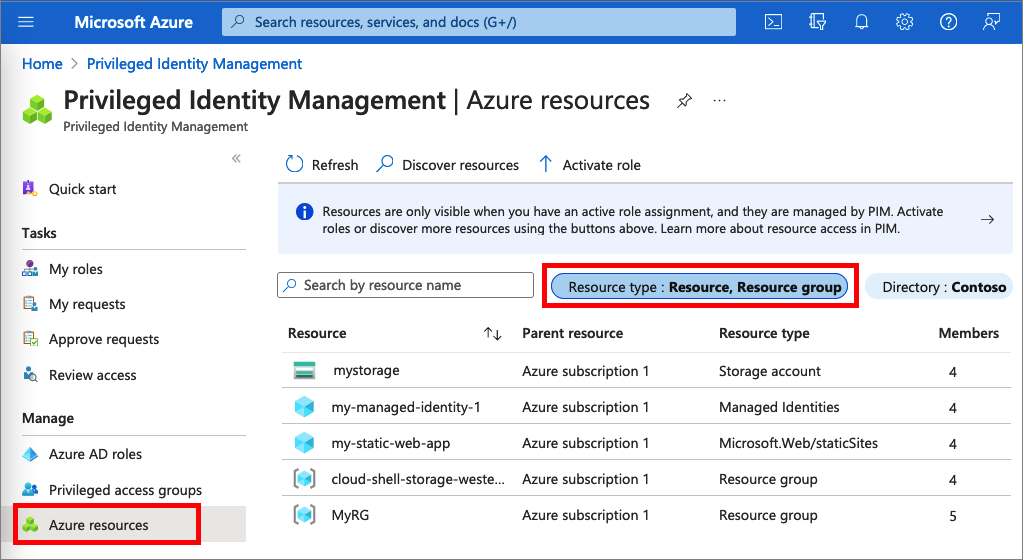 Microsoft Azure
Search resources, services, and docs (G+/)
Home > Privileged Identity Management
Privileged Identity Management | Azure resources
Privileged Identity Management
Quick start
Tasks
My roles
My requests
Approve requests
Review access
Manage
Azure AD roles
Privileged access groups
Azure resources
Refresh Discover resources Activate role
Resources are only visible when you have an active role assignment, and they are managed by PIM. Activate
roles or discover more resources using the buttons above. Learn more about resource access in PIM.
Search by resource name Resource type : Resource, Resource group Directory : Contoso
Resource Parent resource Resource type Members
mystorage Azure subscription 1 Storage account 4
my-managed-identity-1 Azure subscription 1 Managed Identities 4
my-static-web-app Azure subscription 1 Microsoft.Web/staticSites 4
cloud-shell-storage-weste... Azure subscription 1 Resource group 4
MyRG Azure subscription 1 Resource group 5